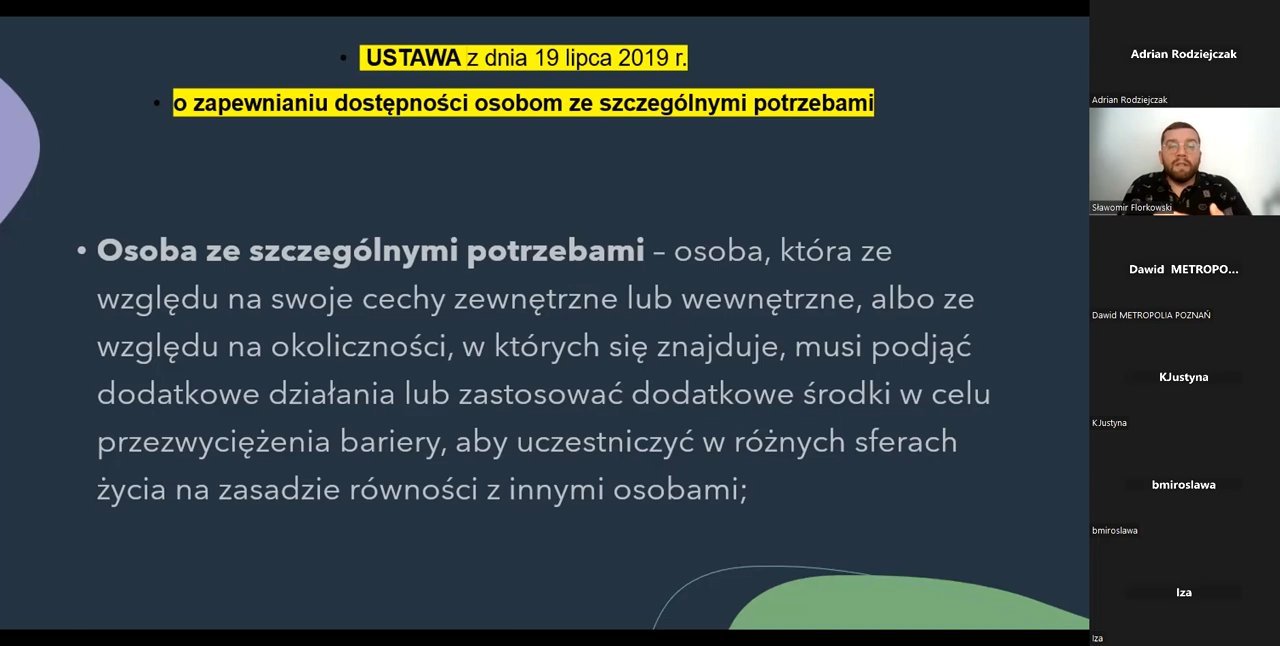 • USTAWA z dnia 19 lipca 2019 r.
• o zapewnianiu dostępności osobom ze szczególnymi potrzebami
• Osoba ze szczególnymi potrzebami – osoba, która ze
względu na swoje cechy zewnętrzne lub wewnętrzne, albo ze
względu na okoliczności, w których się znajduje, musi podjąć
dodatkowe działania lub zastosować dodatkowe środki w celu
przezwyciężenia bariery, aby uczestniczyć w różnych sferach
życia na zasadzie równości z innymi osobami;
Adrian Rodziejczak
Adrian Rodziejczak
Sławomir Florkowski
Dawid METROPO...
Dawid METROPOLIA POZNAŃ
KJustyna
KJustyna
bmiroslawa
bmiroslawa
Iza
Iza